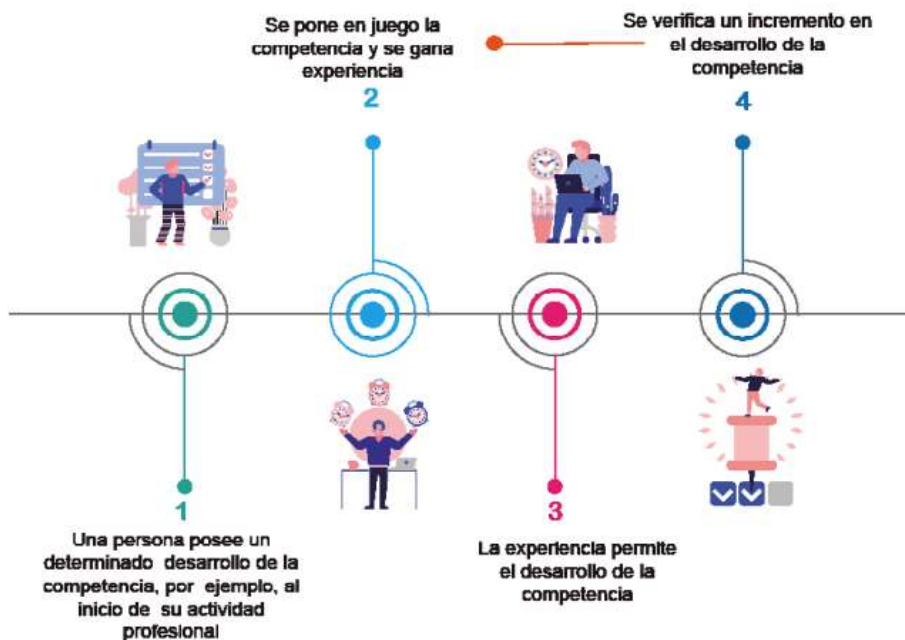 Se pone en juego la
competencia y se gana
experiencia
2
Se verifica un incremento en
el desarrollo de la
competencia
4
1
Una persona posee un
determinado desarrollo de la
competencia, por ejemplo, al
inicio de su actividad
profesional
3
La experiencia permite
el desarrollo de la
competencia